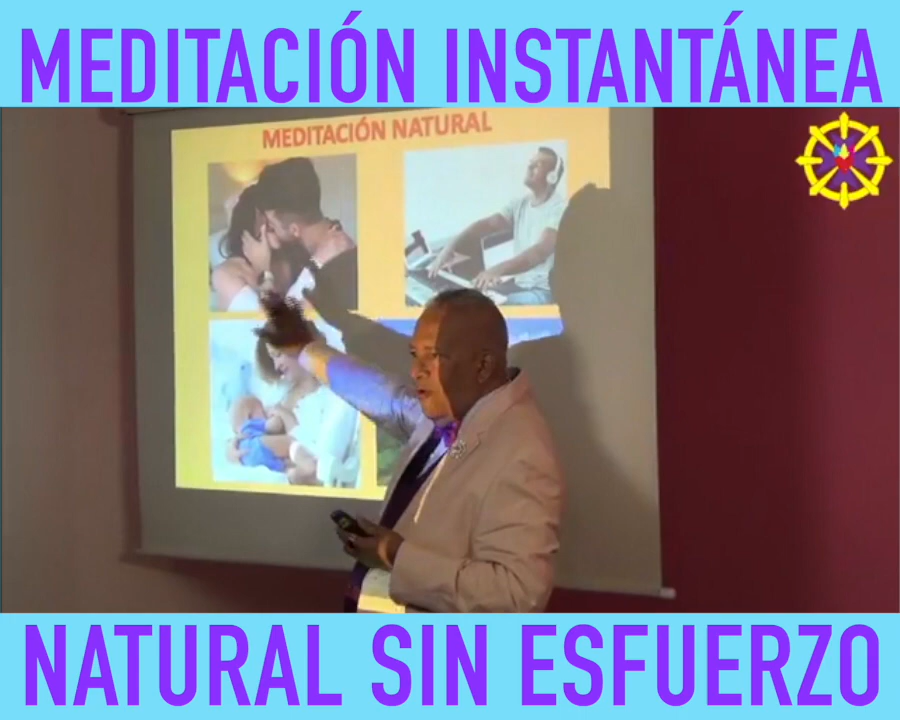 MEDITACIÓN INSTANTÁNEA
MEDITACIÓN NATURAL
NATURAL SIN ESFUERZO